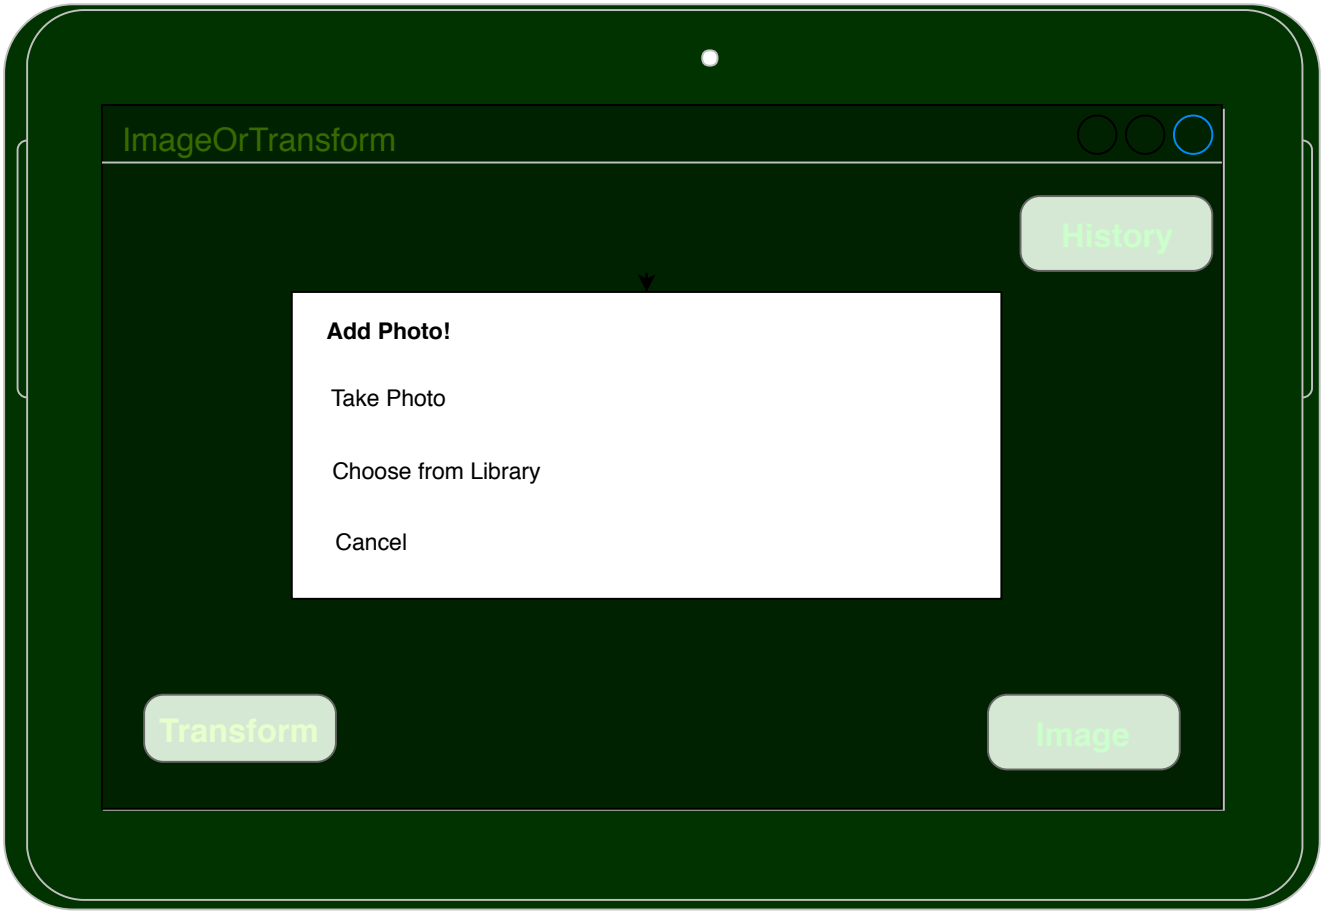 ImageOrTransform
History
Add Photo!
Take Photo
Choose from Library
Cancel
Transform
Image